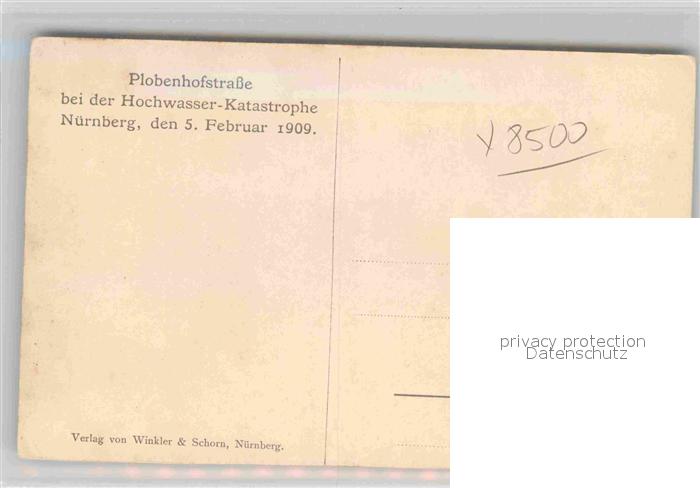 Plobenhofstraße
bei der Hochwasser-Katastrophe
Nürnberg, den 5. Februar 1909.
y 8500
privacy protection
Datenschutz
Verlag von Winkler & Schorn, Nürnberg.